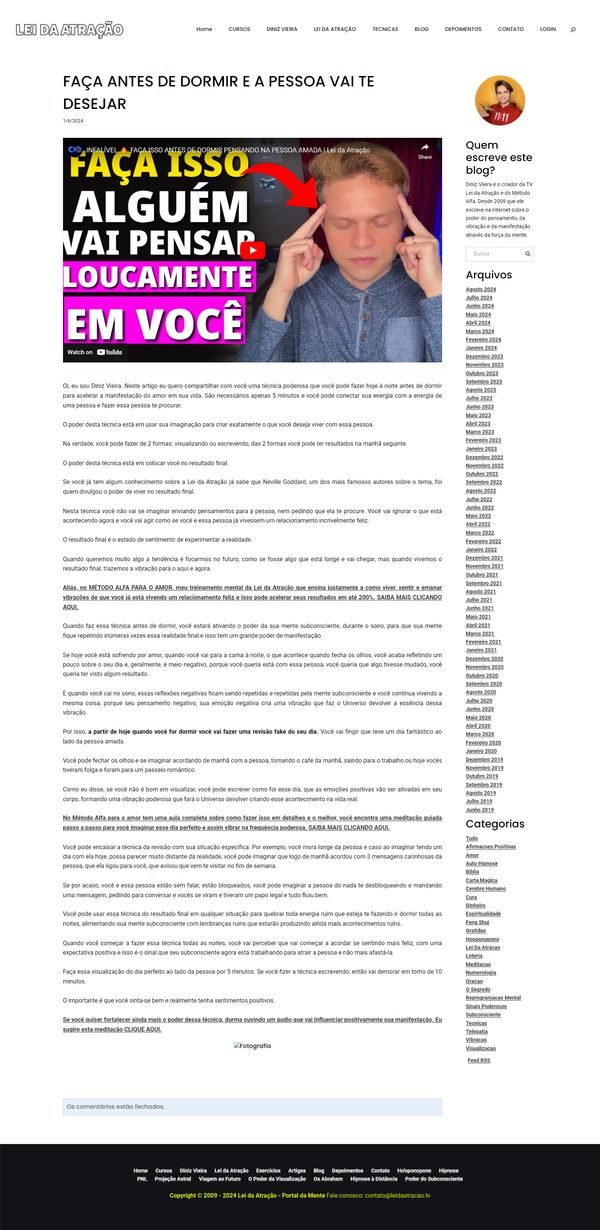 LEI DA ATRAÇÃO
Home
CURSOS
DINIZ VIEIRA
LEI DA ATRAÇÃO
TECNICAS
BLOG
DEPOIMENTOS
CONTATO
LOGIN
FAÇA ANTES DE DORMIR E A PESSOA VAI TE
DESEJAR
1/6/2024
INFALÍVEL 🔥 FAÇA ISSO ANTES DE DORMIR PENSANDO NA PESSOA AMADA | Lei da Atração
Share
FAÇA ISSO
ALGUÉM
VAI PENSAR
LOUCAMENTE
EM VOCÊ
Watch on YouTube
Oi, eu sou Diniz Vieira. Neste artigo eu quero compartilhar com você uma técnica poderosa que você pode fazer hoje à noite antes de dormir
para acelerar a manifestação do amor em sua vida. São necessários apenas 5 minutos e você pode conectar sua energia com a energia de
uma pessoa e fazer essa pessoa te procurar.
O poder desta técnica está em usar sua imaginação para criar exatamente o que você deseja viver com essa pessoa.
Na verdade, você pode fazer de 2 formas: visualizando ou escrevendo, das 2 formas você pode ter resultados na manhã seguinte.
O poder desta técnica está em colocar você no resultado final.
Se você já tem algum conhecimento sobre a Lei da Atração já sabe que Neville Goddard, um dos mais famosos autores sobre o tema, foi
quem divulgou o poder de viver no resultado final.
Nesta técnica você não vai se imaginar enviando pensamentos para a pessoa, nem pedindo que ela te procure. Você vai ignorar o que está
acontecendo agora e você vai agir como se você e essa pessoa já vivessem um relacionamento incrivelmente feliz.
O resultado final é o estado de sentimento de experimentar a realidade.
Quando queremos muito algo a tendência é focarmos no futuro, como se fosse algo que está longe e vai chegar, mas quando vivemos o
resultado final, trazemos a vibração para o aqui e agora.
Aliás, no MÉTODO ALFA PARA O AMOR, meu treinamento mental da Lei da Atração que ensina justamente a como viver, sentir e emanar
vibrações de que você já está vivendo um relacionamento feliz e isso pode acelerar seus resultados em até 200%. SAIBA MAIS CLICANDO
AQUI.
Quando faz essa técnica antes de dormir, você estará ativando o poder da sua mente subconsciente, durante o sono, para que sua mente
fique repetindo inúmeras vezes essa realidade final e isso tem um grande poder de manifestação.
Se hoje você está sofrendo por amor, quando você vai para a cama à noite, o que acontece quando fecha os olhos, você acaba refletindo um
pouco sobre o seu dia e, geralmente, é meio negativo, porque você queria está com essa pessoa, você queria que algo tivesse mudado, você
queria ter visto algum resultado.
E quando você cai no sono, essas reflexões negativas ficam sendo repetidas e repetidas pela mente subconsciente e você continua vivendo a
mesma coisa, porque seu pensamento negativo, sua emoção negativa cria uma vibração que faz o Universo devolver a essência dessa
vibração.
Por isso, a partir de hoje quando você for dormir você vai fazer uma revisão fake do seu dia. Você vai fingir que teve um dia fantástico ao
lado da pessoa amada.
Você pode fechar os olhos e se imaginar acordando de manhã com a pessoa, tomando o café da manhã, saindo para o trabalho ou hoje vocês
tiveram folga e foram para um passeio romântico.
Como eu disse, se você não é bom em visualizar, você pode escrever como foi esse dia, que as emoções positivas vão ser ativadas em seu
corpo, formando uma vibração poderosa que fará o Universo devolver criando esse acontecimento na vida real.
No Método Alfa para o amor tem uma aula completa sobre como fazer isso em detalhes e o melhor, você encontra uma meditação guiada
passo a passo para você imaginar esse dia perfeito e assim vibrar na frequência poderosa. SAIBA MAIS CLICANDO AQUI.
Você pode encaixar a técnica da revisão com sua situação específica. Por exemplo, você mora longe da pessoa e caso ao imaginar tendo um
dia com ela hoje, possa parecer muito distante da realidade, você pode imaginar que logo de manhã acordou com 3 mensagens carinhosas da
pessoa, que ela ligou para você, que avisou que vem te visitar no fim de semana.
Se por acaso, você e essa pessoa estão sem falar, estão bloqueados, você pode imaginar a pessoa do nada te desbloqueando e mandando
uma mensagem, pedindo para conversar e vocês se viram e tiveram um papo legal e tudo fluiu bem.
Você pode usar essa técnica do resultado final em qualquer situação para quebrar toda energia ruim que esteja te fazendo ir dormir todas as
noites, alimentando sua mente subconsciente com lembranças ruins que estarão produzindo ainda mais acontecimentos ruins.
Quando você começar a fazer essa técnica todas as noites, você vai perceber que vai começar a acordar se sentindo mais feliz, com uma
expectativa positiva e isso é o sinal que seu subconsciente agora está trabalhando para atrair a pessoa e não mais afastá-la.
Faça essa visualização do dia perfeito ao lado da pessoa por 5 minutos. Se você fizer a técnica escrevendo, então vai demorar em torno de 10
minutos.
O importante é que você sinta-se bem e realmente tenha sentimentos positivos.
Se você quiser fortalecer ainda mais o poder dessa técnica, durma ouvindo um áudio que vai influenciar positivamente sua manifestação. Eu
sugiro esta meditação CLIQUE AQUI.
Fotografia
Os comentários estão fechados.
11:11
Quem
escreve este
blog?
Diniz Vieira é o criador da TV
Lei da Atração e do Método
Alfa. Desde 2009 que ele
escreve na Internet sobre o
poder do pensamento, da
vibração e da manifestação
através da força da mente.
Busca
Arquivos
Agosto 2024
Julho 2024
Junho 2024
Maio 2024
Abril 2024
Março 2024
Fevereiro 2024
Janeiro 2024
Dezembro 2023
Novembro 2023
Outubro 2023
Setembro 2023
Agosto 2023
Julho 2023
Junho 2023
Maio 2023
Abril 2023
Março 2023
Fevereiro 2023
Janeiro 2023
Dezembro 2022
Novembro 2022
Outubro 2022
Setembro 2022
Agosto 2022
Julho 2022
Junho 2022
Maio 2022
Abril 2022
Março 2022
Fevereiro 2022
Janeiro 2022
Dezembro 2021
Novembro 2021
Outubro 2021
Setembro 2021
Agosto 2021
Julho 2021
Junho 2021
Maio 2021
Abril 2021
Março 2021
Fevereiro 2021
Janeiro 2021
Dezembro 2020
Novembro 2020
Outubro 2020
Setembro 2020
Agosto 2020
Julho 2020
Junho 2020
Maio 2020
Abril 2020
Março 2020
Fevereiro 2020
Janeiro 2020
Dezembro 2019
Novembro 2019
Outubro 2019
Setembro 2019
Agosto 2019
Julho 2019
Junho 2019
Categorias
Tudo
Afirmacoes Positivas
Amor
Auto Hipnose
Bíblia
Carta Magica
Cerebro Humano
Cura
Dinheiro
Espiritualidade
Feng Shui
Gratidao
Hooponopono
Lei Da Atracao
Loteria
Meditacao
Numerologia
Oracao
O Segredo
Reprogramacao Mental
Sinais Poderosos
Subconsciente
Tecnicas
Telepatia
Vibracao
Visualizacao
Feed RSS
Home Cursos Diniz Vieira Lei da Atração Exercícios Artigos Blog Depoimentos Contato Ho'oponopono Hipnose
PNL Projeção Astral Viagem ao Futuro O Poder da Visualização Os Abraham Hipnose à Distância Poder do Subconsciente
Copyright © 2009 - 2024 Lei da Atração - Portal da Mente Fale conosco: contato@leidaatracao.tv